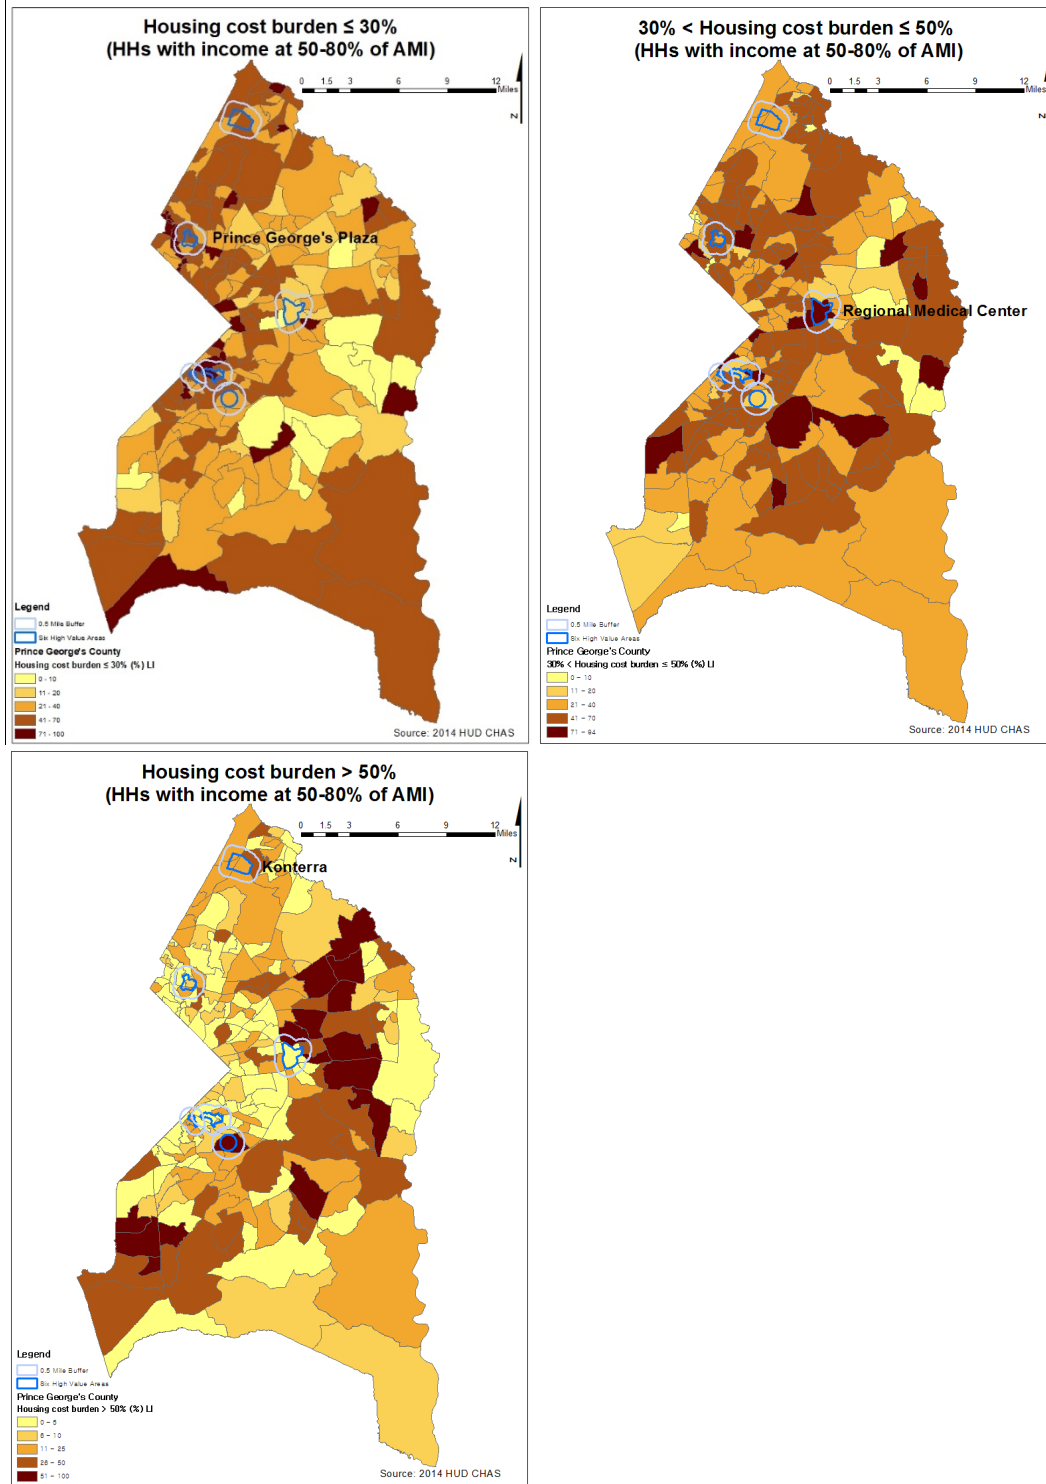 Housing cost burden ≤ 30%
(HHs with income at 50-80% of AMI)
0 1.5 3 6 9 12
Miles
N
Prince George's Plaza
Legend
0.5 Mile Buffer
Six High Value Areas
Prince George's County
Housing cost burden ≤ 30% (%) LI
0 - 10
11 - 20
21 - 40
41 - 70
71 - 100
Source: 2014 HUD CHAS
30% < Housing cost burden ≤ 50%
(HHs with income at 50-80% of AMI)
0 1.5 3 6 9 12
Miles
N
Regional Medical Center
Legend
0.5 Mile Buffer
Six High Value Areas
Prince George's County
30% < Housing cost burden ≤ 50% (%) LI
0 – 10
11 – 20
21 – 40
41 – 70
71 – 94
Source: 2014 HUD CHAS
Housing cost burden > 50%
(HHs with income at 50-80% of AMI)
0 1.5 3 6 9 12
Miles
N
Konterra
Legend
0.5 Mile Buffer
Six High Value Areas
Prince George's County
Housing cost burden > 50% (%) LI
0 – 5
6 – 10
11 – 25
26 – 50
51 – 100
Source: 2014 HUD CHAS